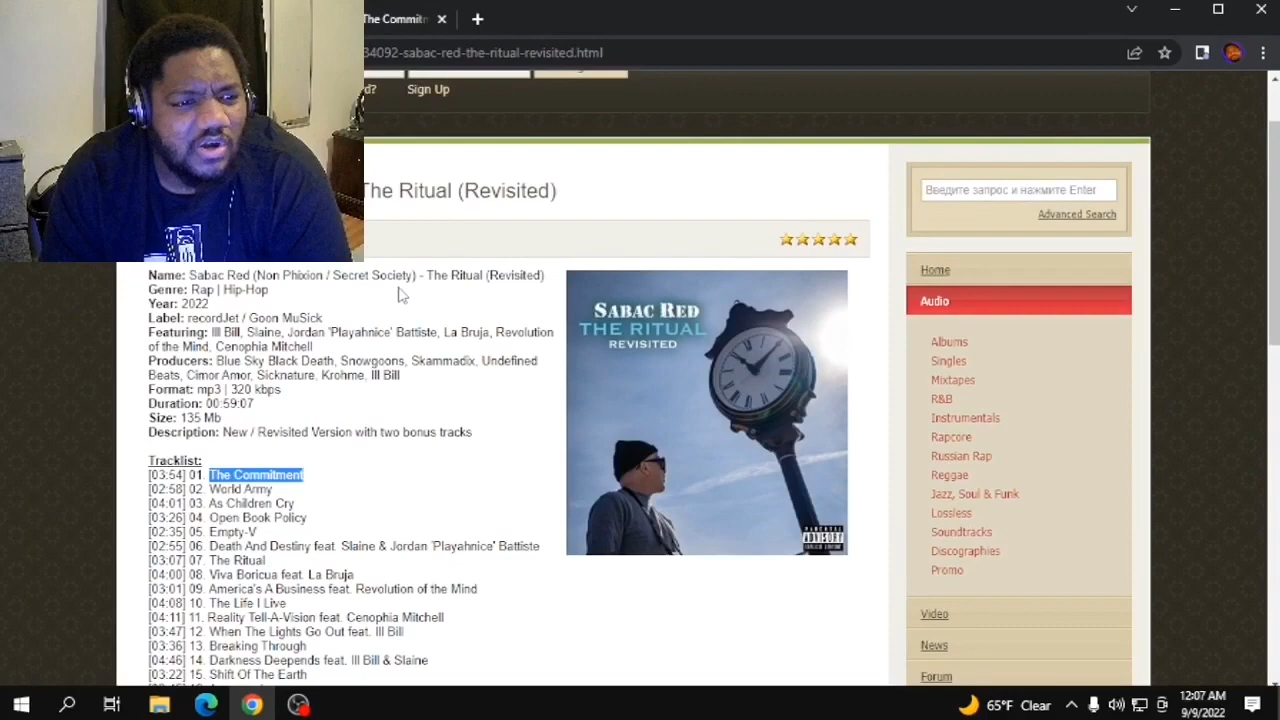 The Commitm
34092-sabac-red-the-ritual-revisited.html
d?
Sign Up
The Ritual (Revisited)
Введите запрос и нажмите Enter
Advanced Search
Name: Sabac Red (Non Phixion / Secret Society) - The Ritual (Revisited)
Genre: Rap | Hip-Hop
Year: 2022
Label: recordJet / Goon MuSick
Featuring: Ill Bill, Slaine, Jordan 'Playahnice' Battiste, La Bruja, Revolution
of the Mind, Cenophia Mitchell
Producers: Blue Sky Black Death, Snowgoons, Skammadix, Undefined
Beats, Cimor Amor, Sicknature, Krohme, Ill Bill
Format: mp3 | 320 kbps
Duration: 00:59:07
Size: 135 Mb
Description: New / Revisited Version with two bonus tracks
Tracklist:
[03:54] 01. The Commitment
[02:58] 02. World Army
[04:01] 03. As Children Cry
[03:26] 04. Open Book Policy
[02:35] 05. Empty-V
[02:55] 06. Death And Destiny feat. Slaine & Jordan 'Playahnice' Battiste
[03:07] 07. The Ritual
[04:00] 08. Viva Boricua feat. La Bruja
[03:01] 09. America's A Business feat. Revolution of the Mind
[04:08] 10. The Life I Live
[04:11] 11. Reality Tell-A-Vision feat. Cenophia Mitchell
[03:47] 12. When The Lights Go Out feat. Ill Bill
[03:36] 13. Breaking Through
[04:46] 14. Darkness Deepends feat. Ill Bill & Slaine
[03:22] 15. Shift Of The Earth
SABAC RED
THE RITUAL
REVISITED
PARENTAL
ADVISORY
EXPLICIT CONTENT
Home
Audio
Albums
Singles
Mixtapes
R&B
Instrumentals
Rapcore
Russian Rap
Reggae
Jazz, Soul & Funk
Lossless
Soundtracks
Discographies
Promo
Video
News
Forum
65°F Clear
12:07 AM
9/9/2022